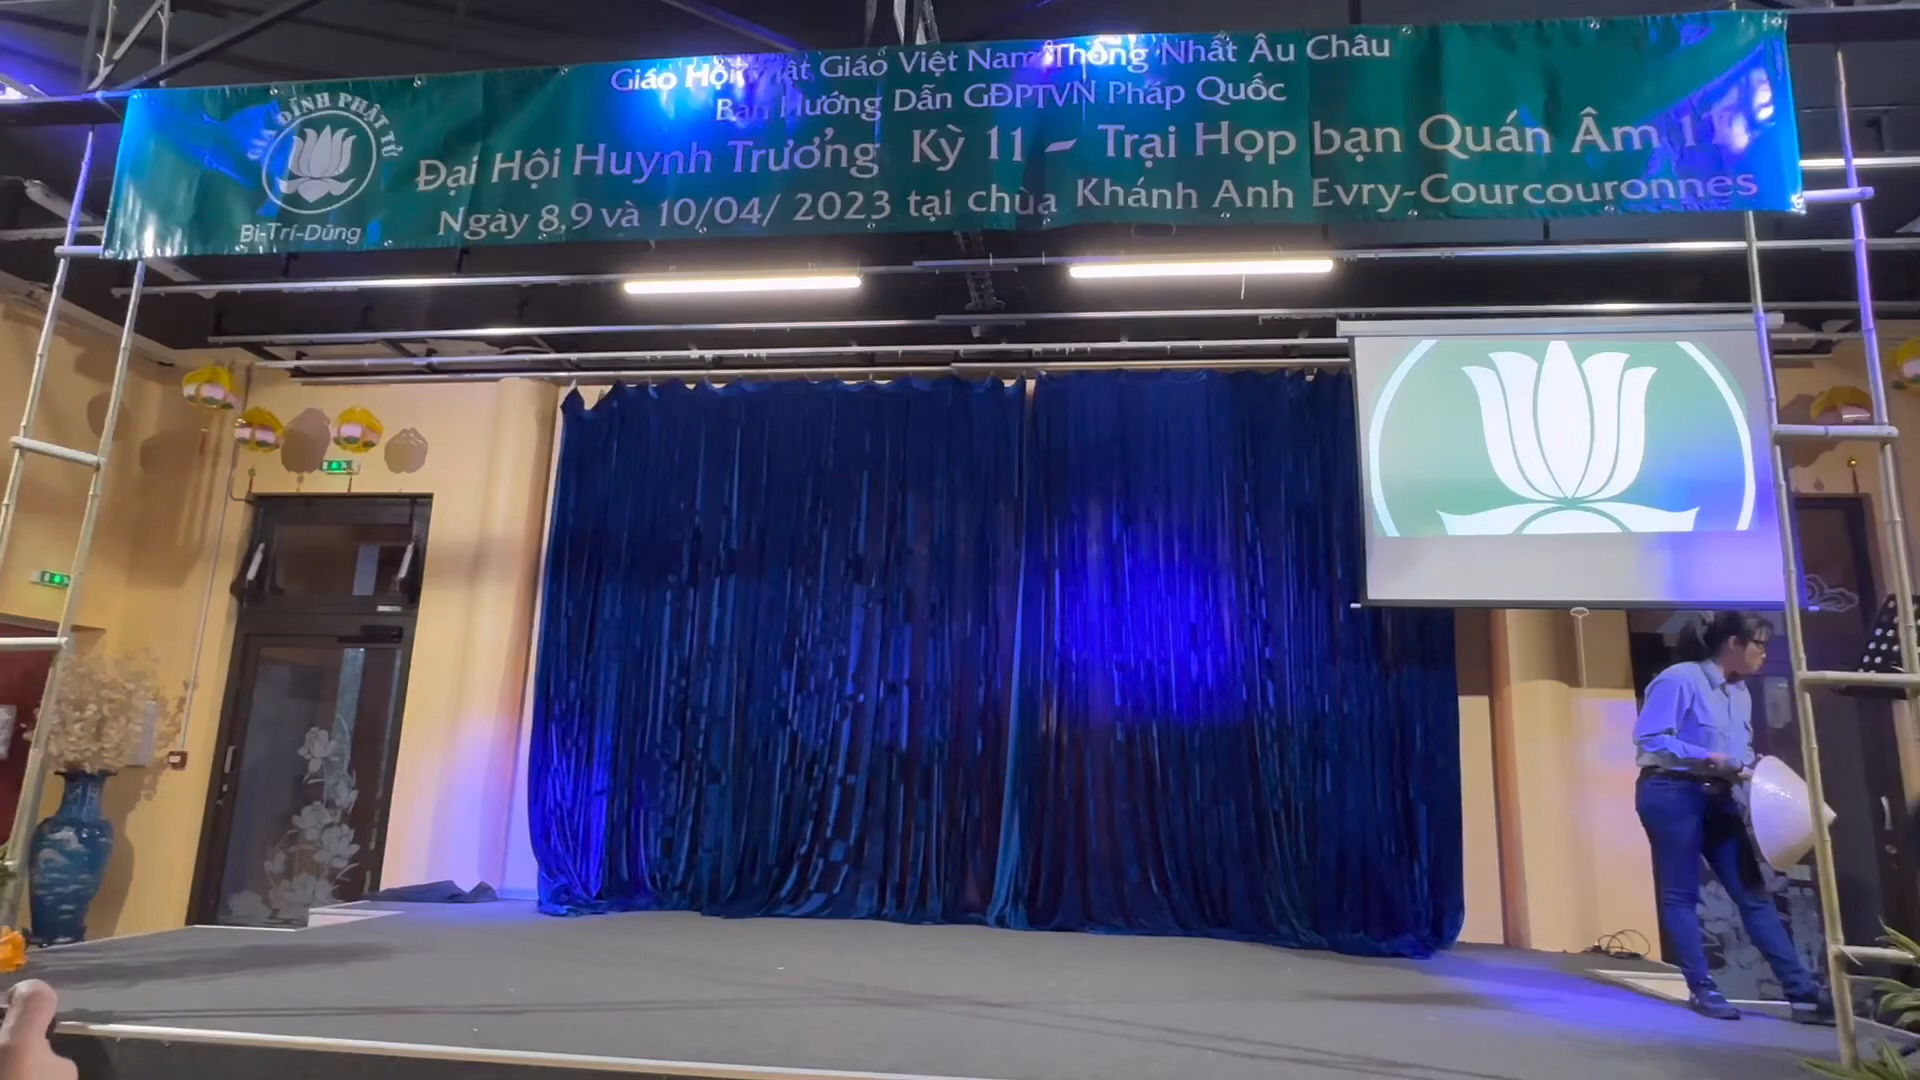 Giáo Hội Phật Giáo Việt Nam Thống Nhất Âu Châu
Ban Hướng Dẫn GĐPTVN Pháp Quốc
GIA ĐÌNH PHẬT TỬ
Đại Hội Huynh Trưởng Kỳ 11 - Trại Họp bạn Quán Âm
Ngày 8,9 và 10/04/ 2023 tại chùa Khánh Anh Evry-Courcouronnes
Bi-Trí-Dũng